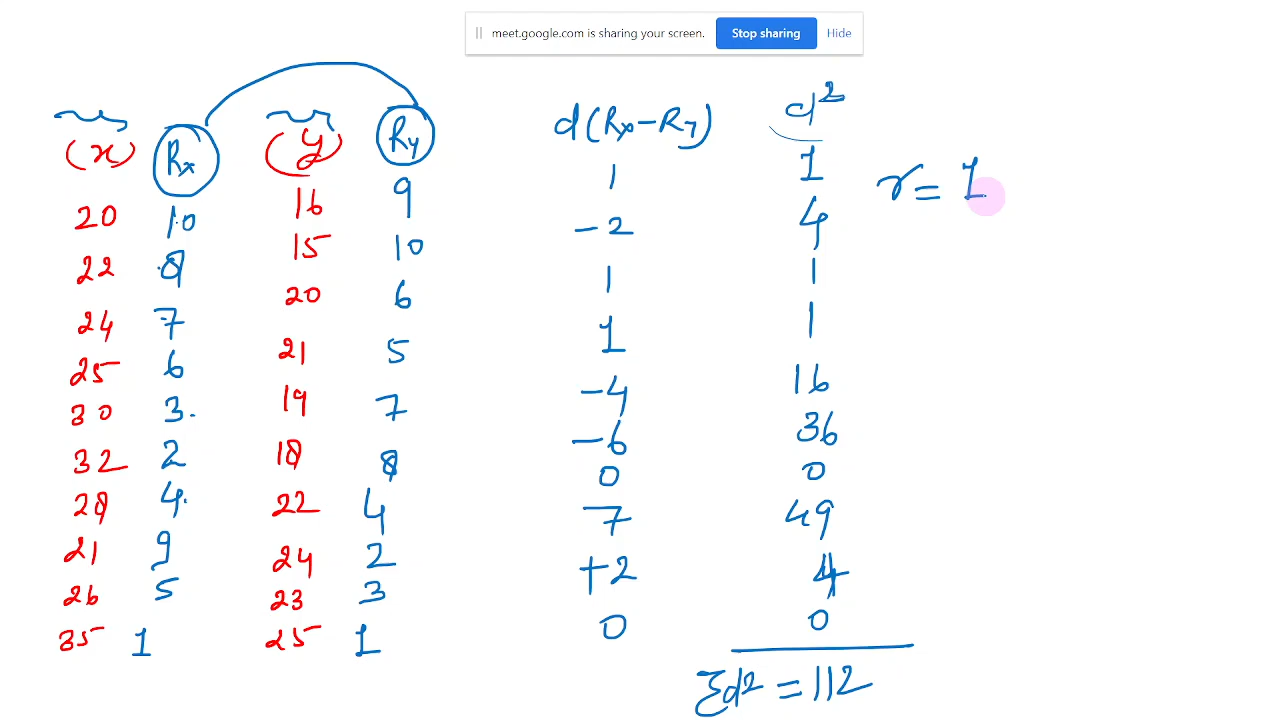 meet.google.com is sharing your screen. Stop sharing Hide
(x) Rx (y) Ry d(Rx-Ry) d²
20 10 16 9 1 1 r= 1
22 8 15 10 -2 4
24 7 20 6 1 1
25 6 21 5 1 1
30 3. 19 7 -4 16
32 2 18 8 -6 36
28 4. 22 4 0 0
21 9 24 2 7 49
26 5 23 3 +2 4
35 1 25 1 0 0
Σd² = 112